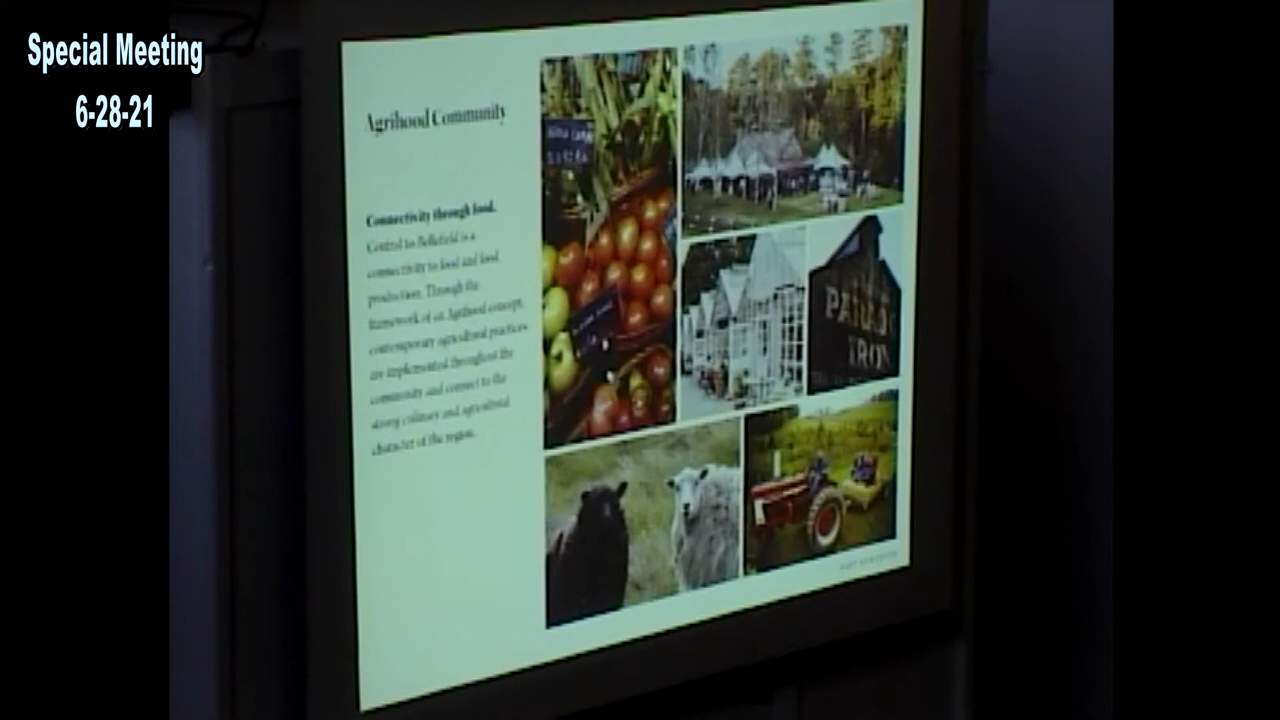 Special Meeting
6-28-21
Agrihood Community
Connectivity through food.
Central to Bellefield is a
connectivity to food and food
production. Through the
framework of an Agrihood concept,
contemporary agricultural practices
are implemented throughout the
community and connect to the
strong culinary and agricultural
character of the region.
IRON